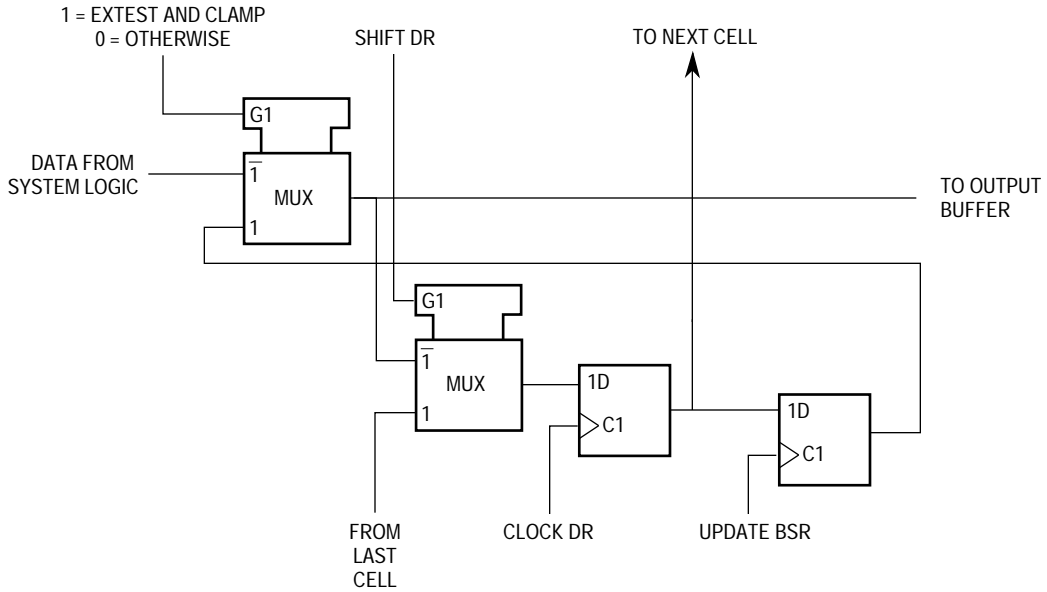 1 = EXTEST AND CLAMP
0 = OTHERWISE
SHIFT DR
TO NEXT CELL
G1
DATA FROM
SYSTEM LOGIC
1̅
MUX
1
TO OUTPUT
BUFFER
G1
1̅
MUX
1
1D
C1
1D
C1
FROM
LAST
CELL
CLOCK DR
UPDATE BSR